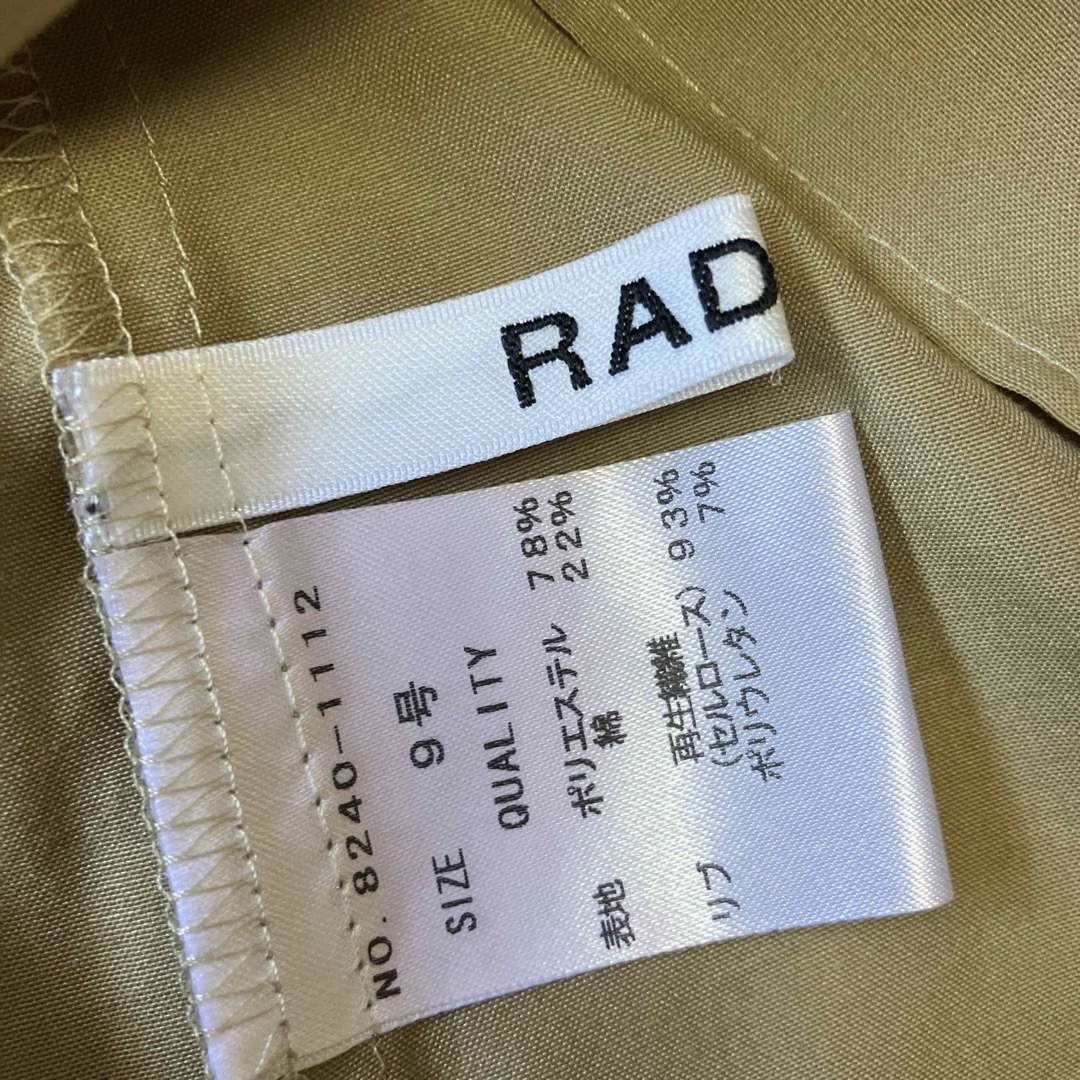 RAD
NO. 8240-1112
SIZE 9号
QUALITY
表地 ポリエステル 78%
綿 22%
リブ 再生繊維 93%
(セルロース)
ポリウレタン 7%